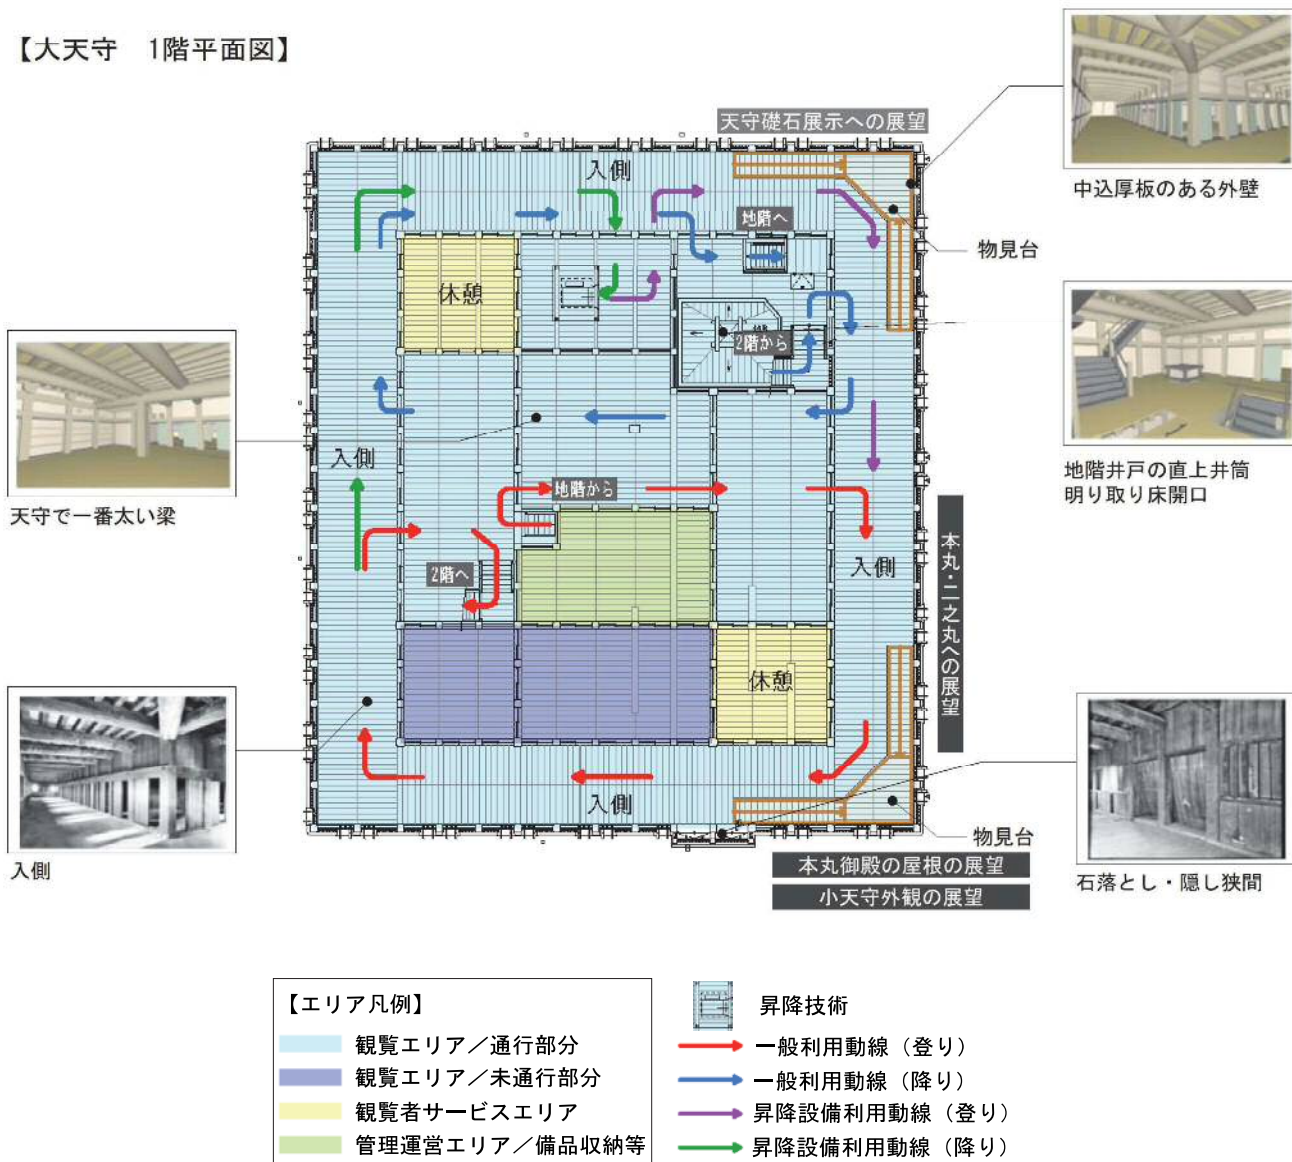 【大天守　1階平面図】
天守礎石展示への展望
中込厚板のある外壁
入側
地階へ
物見台
休憩
2階から
天守で一番太い梁
入側
地階から
地階井戸の直上井筒
明り取り床開口
2階へ
入側
本丸・二之丸への展望
休憩
入側
入側
物見台
本丸御殿の屋根の展望
小天守外観の展望
石落とし・隠し狭間
【エリア凡例】
観覧エリア／通行部分
観覧エリア／未通行部分
観覧者サービスエリア
管理運営エリア／備品収納等
昇降技術
一般利用動線（登り）
一般利用動線（降り）
昇降設備利用動線（登り）
昇降設備利用動線（降り）